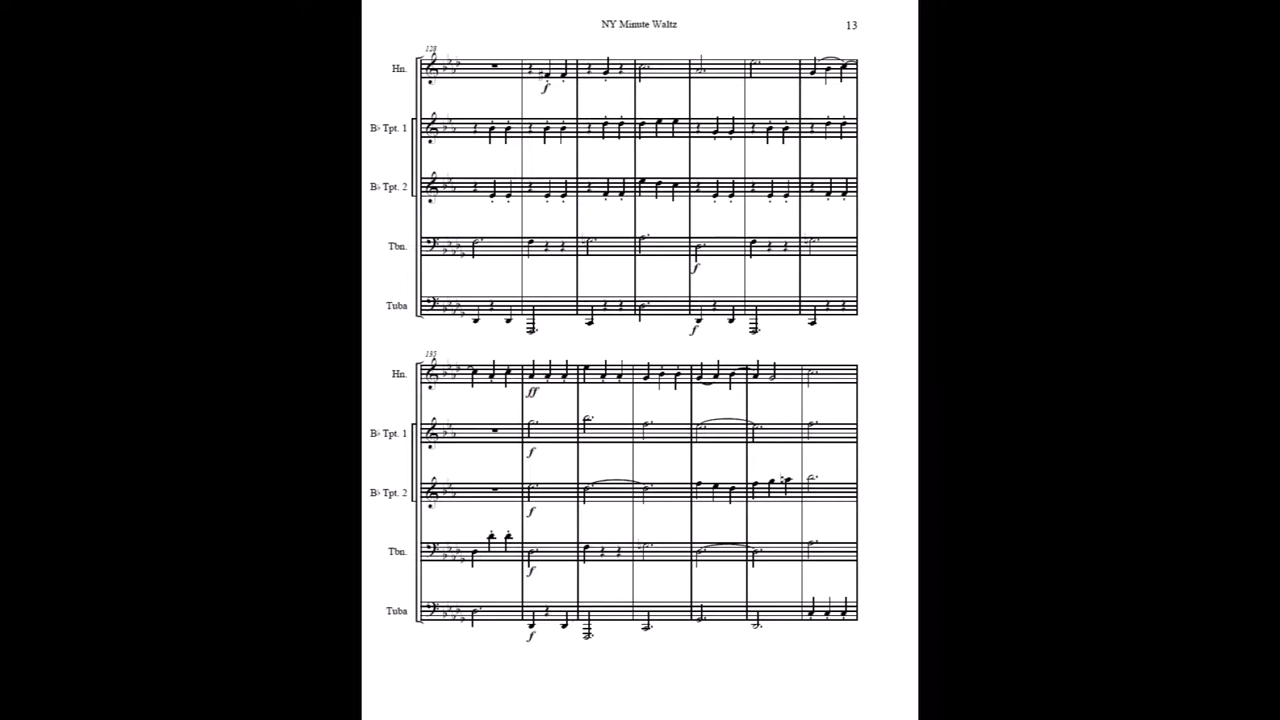 NY Minute Waltz
13
128
Hn.
f
B♭ Tpt. 1
B♭ Tpt. 2
Tbn.
f
Tuba
f
135
Hn.
ff
B♭ Tpt. 1
f
B♭ Tpt. 2
f
Tbn.
f
Tuba
f